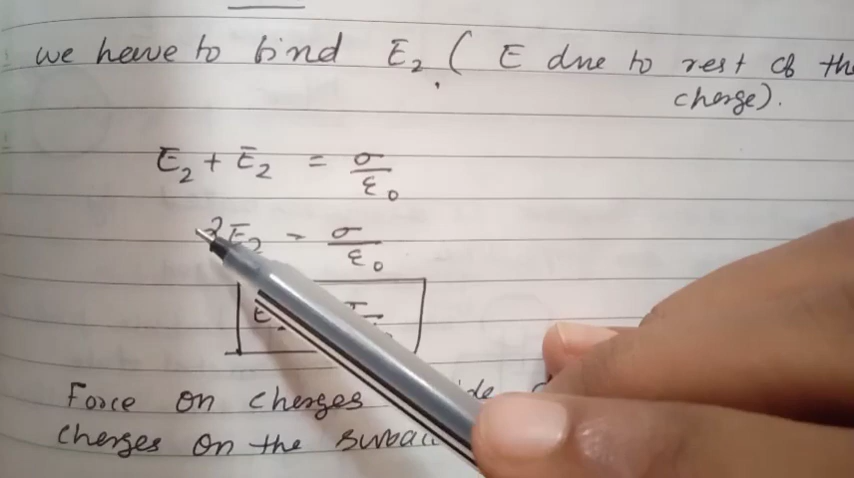 we have to find E₂ ( E due to rest of the
charge).
E₂ + E₂ = σ/ε₀
2E₂ = σ/ε₀
Force on charges
charges on the